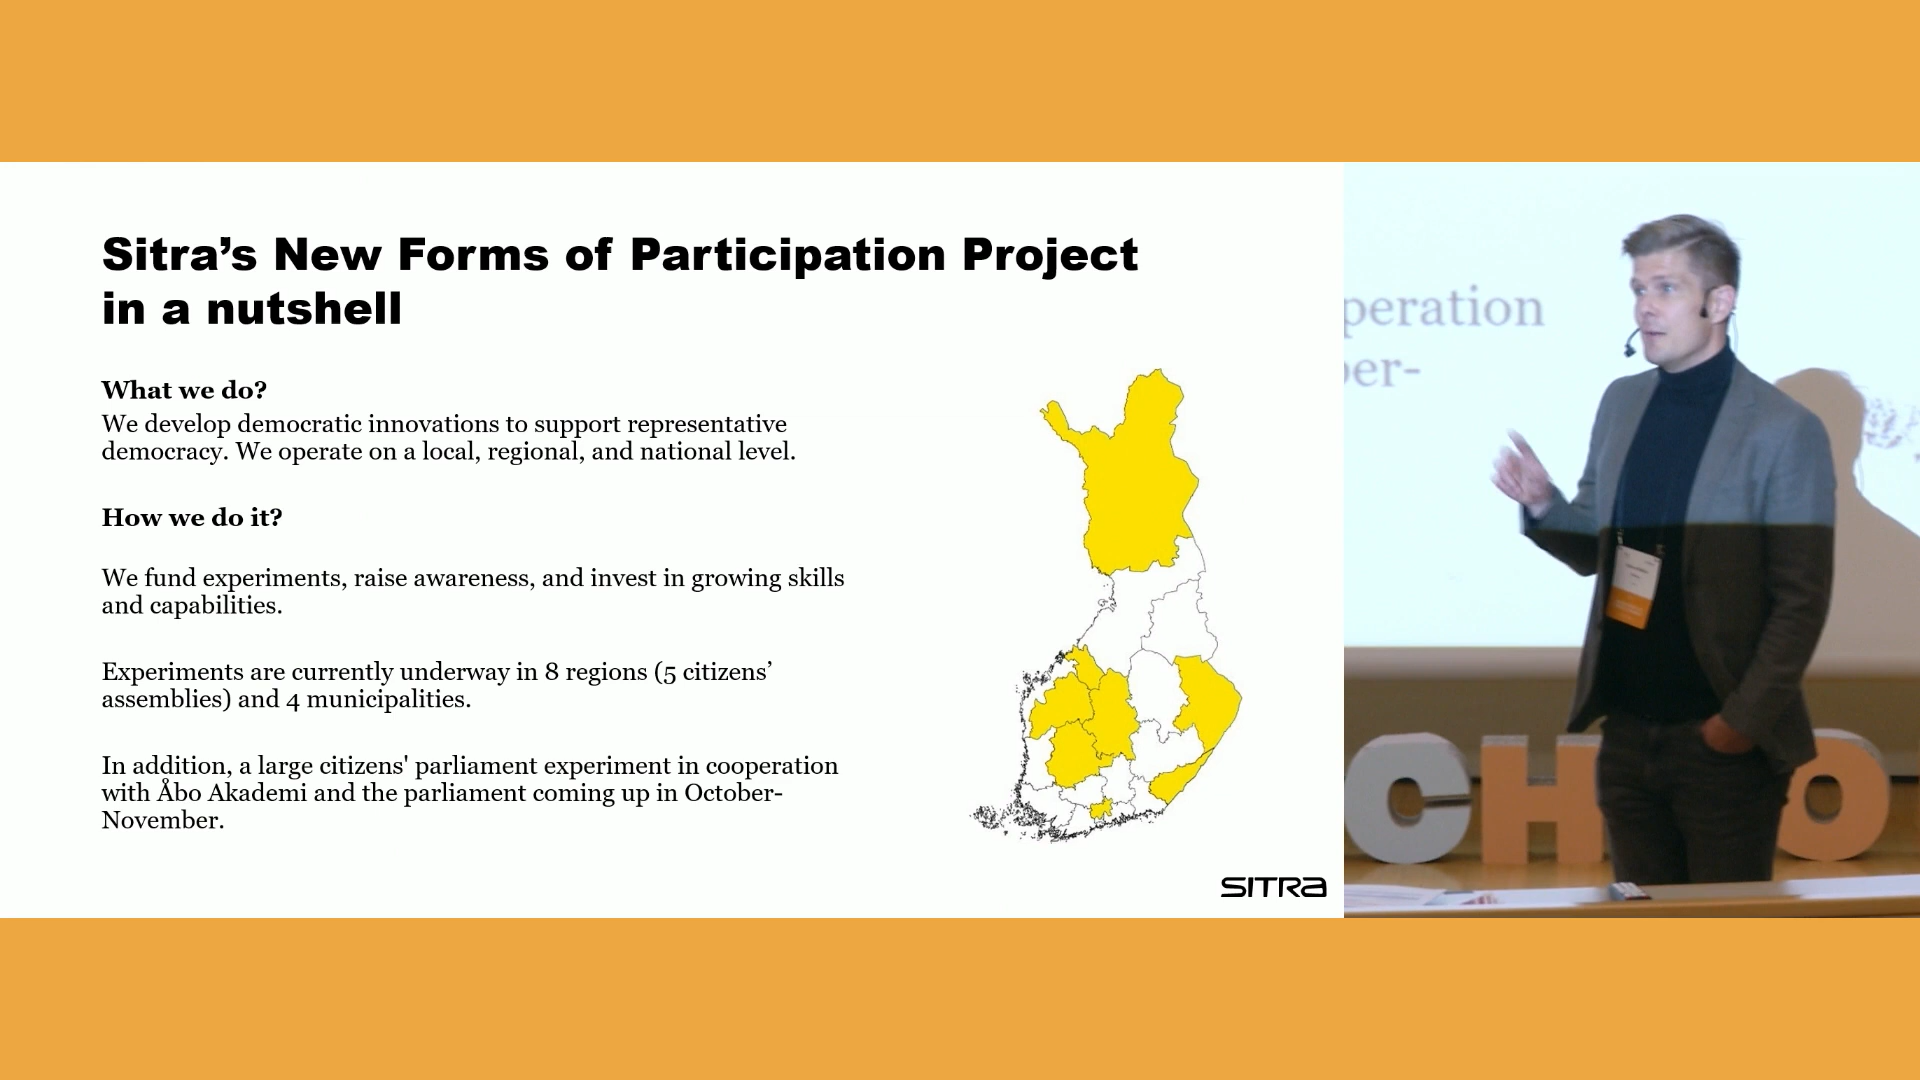 Sitra’s New Forms of Participation Project
in a nutshell
What we do?
We develop democratic innovations to support representative
democracy. We operate on a local, regional, and national level.
How we do it?
We fund experiments, raise awareness, and invest in growing skills
and capabilities.
Experiments are currently underway in 8 regions (5 citizens’
assemblies) and 4 municipalities.
In addition, a large citizens' parliament experiment in cooperation
with Åbo Akademi and the parliament coming up in October-
November.
SITRA
peration
ber-
CH
O